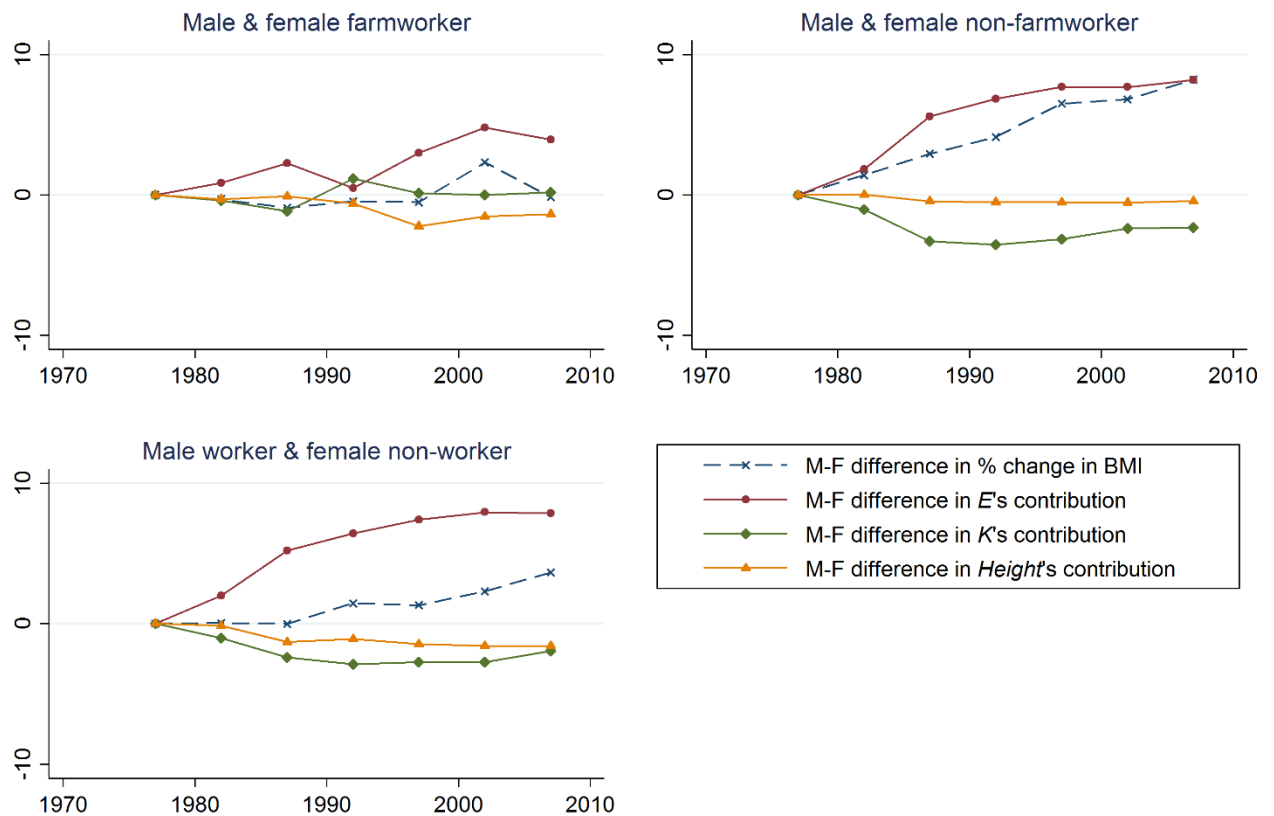 Male & female farmworker
10
0
-10
1970 1980 1990 2000 2010
Male & female non-farmworker
10
0
-10
1970 1980 1990 2000 2010
Male worker & female non-worker
10
0
-10
1970 1980 1990 2000 2010
M-F difference in % change in BMI
M-F difference in E's contribution
M-F difference in K's contribution
M-F difference in Height's contribution